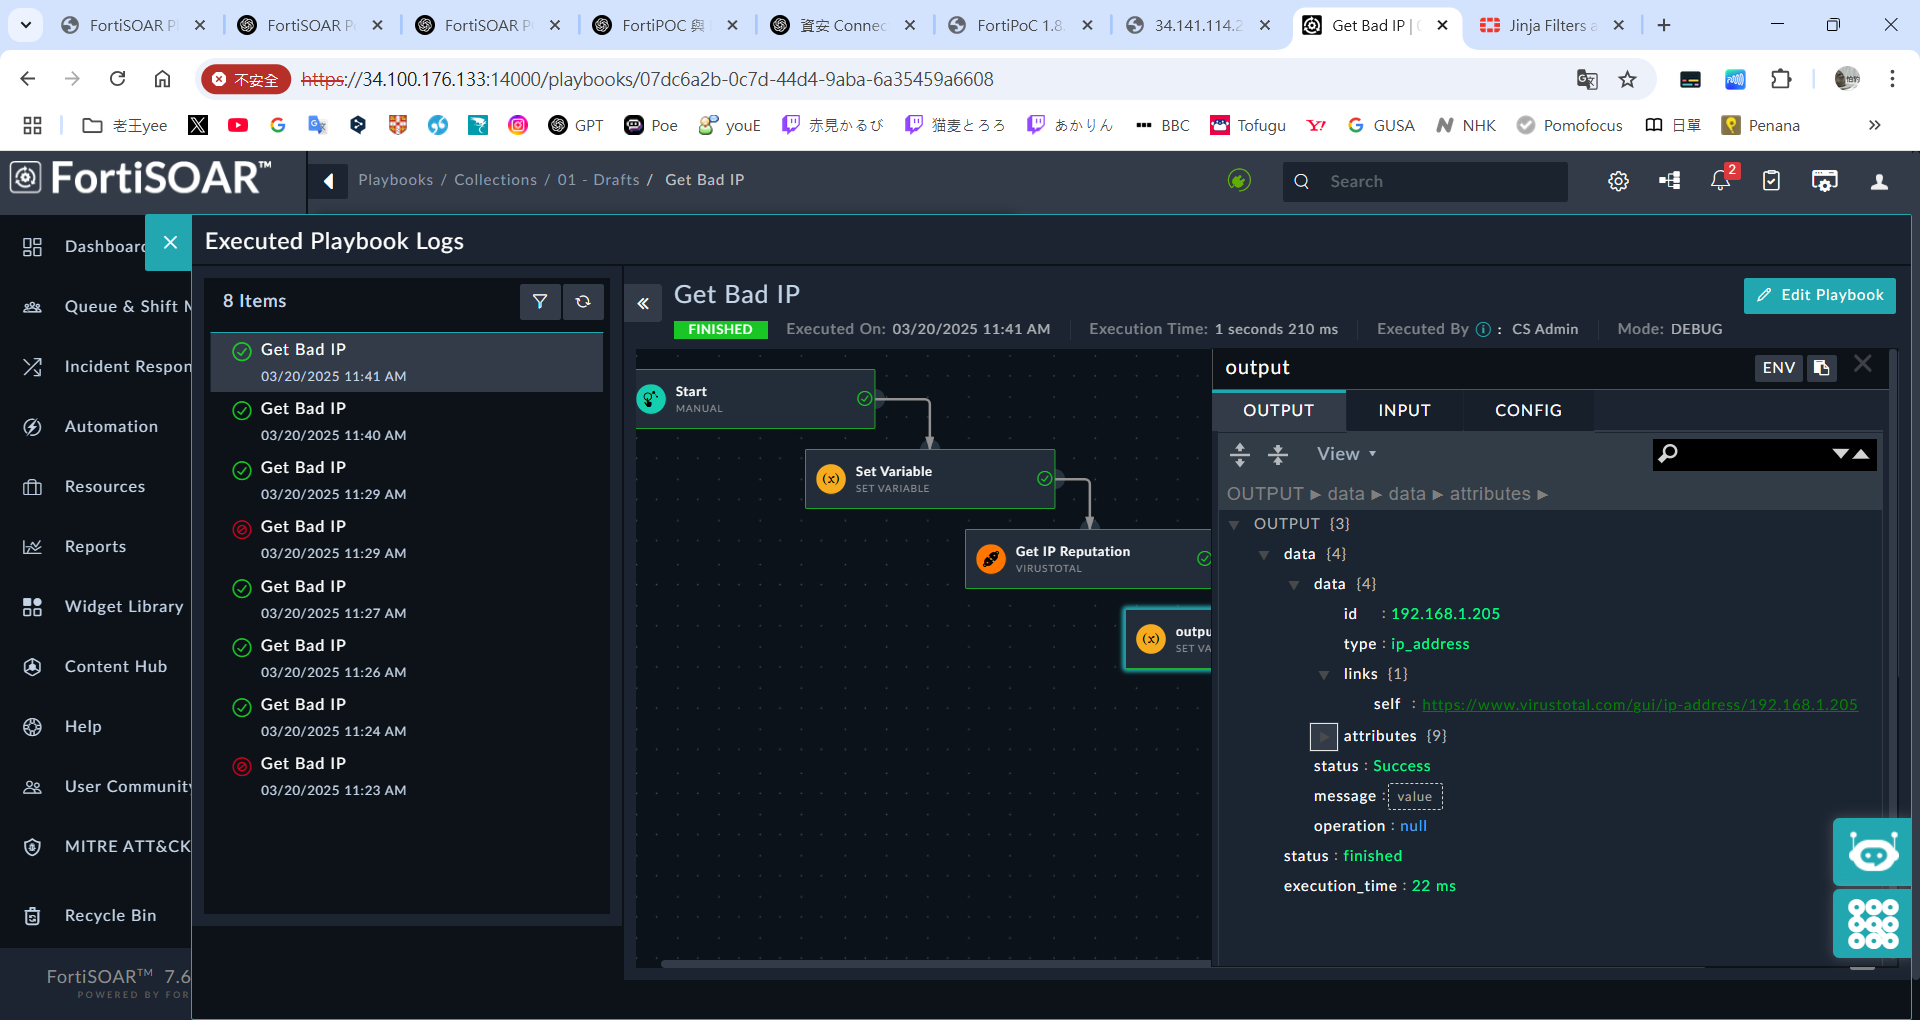 FortiSOAR P
FortiSOAR P
FortiSOAR P
FortiPOC 與
資安 Connec
FortiPoC 1.8.
34.141.114.2
Get Bad IP |
Jinja Filters a
不安全
https://34.100.176.133:14000/playbooks/07dc6a2b-0c7d-44d4-9aba-6a35459a6608
老王yee
GPT
Poe
youE
赤見かるび
猫麦とろろ
あかりん
BBC
Tofugu
GUSA
NHK
Pomofocus
日單
Penana
FortiSOAR™
Playbooks / Collections / 01 - Drafts / Get Bad IP
Search
2
Dashboard
Queue & Shift M
Incident Respon
Automation
Resources
Reports
Widget Library
Content Hub
Help
User Community
MITRE ATT&CK
Recycle Bin
FortiSOAR™ 7.6
POWERED BY FOR
Executed Playbook Logs
8 Items
Get Bad IP
03/20/2025 11:41 AM
Get Bad IP
03/20/2025 11:40 AM
Get Bad IP
03/20/2025 11:29 AM
Get Bad IP
03/20/2025 11:29 AM
Get Bad IP
03/20/2025 11:27 AM
Get Bad IP
03/20/2025 11:26 AM
Get Bad IP
03/20/2025 11:24 AM
Get Bad IP
03/20/2025 11:23 AM
Get Bad IP
Edit Playbook
FINISHED
Executed On: 03/20/2025 11:41 AM
Execution Time: 1 seconds 210 ms
Executed By : CS Admin
Mode: DEBUG
Start
MANUAL
(x)
Set Variable
SET VARIABLE
Get IP Reputation
VIRUSTOTAL
(x)
outpu
SET VA
output
ENV
OUTPUT
INPUT
CONFIG
View
OUTPUT ► data ► data ► attributes ►
OUTPUT {3}
data {4}
data {4}
id : 192.168.1.205
type : ip_address
links {1}
self : https://www.virustotal.com/gui/ip-address/192.168.1.205
attributes {9}
status : Success
message : value
operation : null
status : finished
execution_time : 22 ms